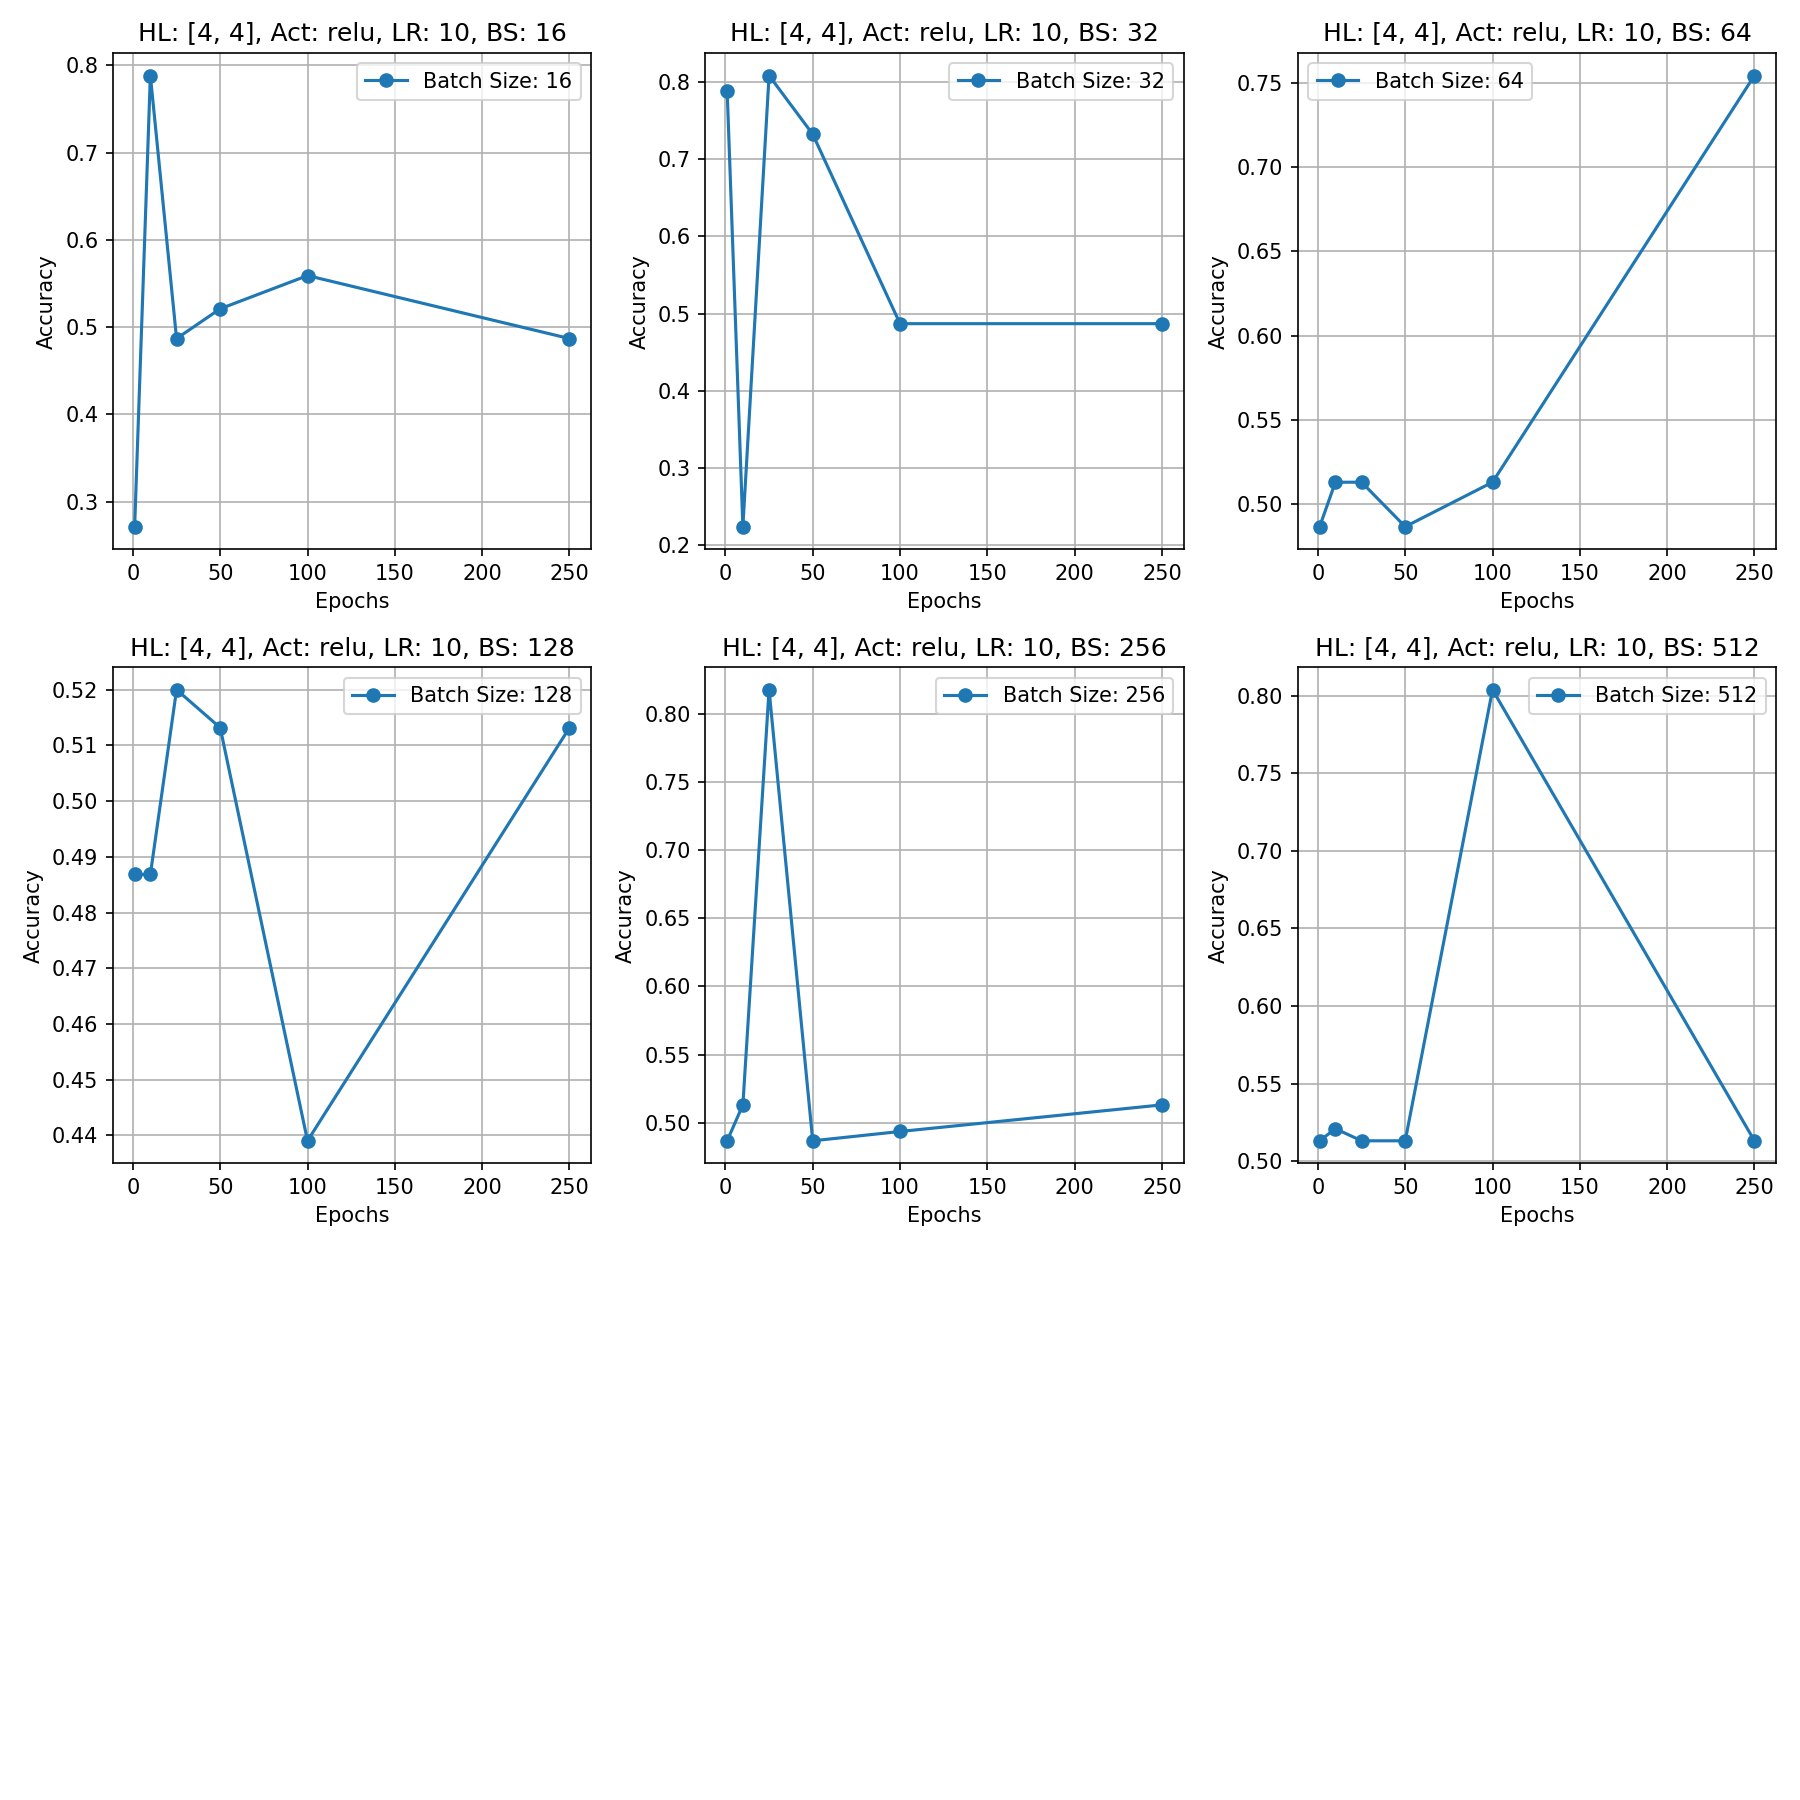 HL: [4, 4], Act: relu, LR: 10, BS: 16
Batch Size: 16
Accuracy
0.8
0.7
0.6
0.5
0.4
0.3
0 50 100 150 200 250
Epochs
HL: [4, 4], Act: relu, LR: 10, BS: 32
Batch Size: 32
Accuracy
0.8
0.7
0.6
0.5
0.4
0.3
0.2
0 50 100 150 200 250
Epochs
HL: [4, 4], Act: relu, LR: 10, BS: 64
Batch Size: 64
Accuracy
0.75
0.70
0.65
0.60
0.55
0.50
0 50 100 150 200 250
Epochs
HL: [4, 4], Act: relu, LR: 10, BS: 128
Batch Size: 128
Accuracy
0.52
0.51
0.50
0.49
0.48
0.47
0.46
0.45
0.44
0 50 100 150 200 250
Epochs
HL: [4, 4], Act: relu, LR: 10, BS: 256
Batch Size: 256
Accuracy
0.80
0.75
0.70
0.65
0.60
0.55
0.50
0 50 100 150 200 250
Epochs
HL: [4, 4], Act: relu, LR: 10, BS: 512
Batch Size: 512
Accuracy
0.80
0.75
0.70
0.65
0.60
0.55
0.50
0 50 100 150 200 250
Epochs